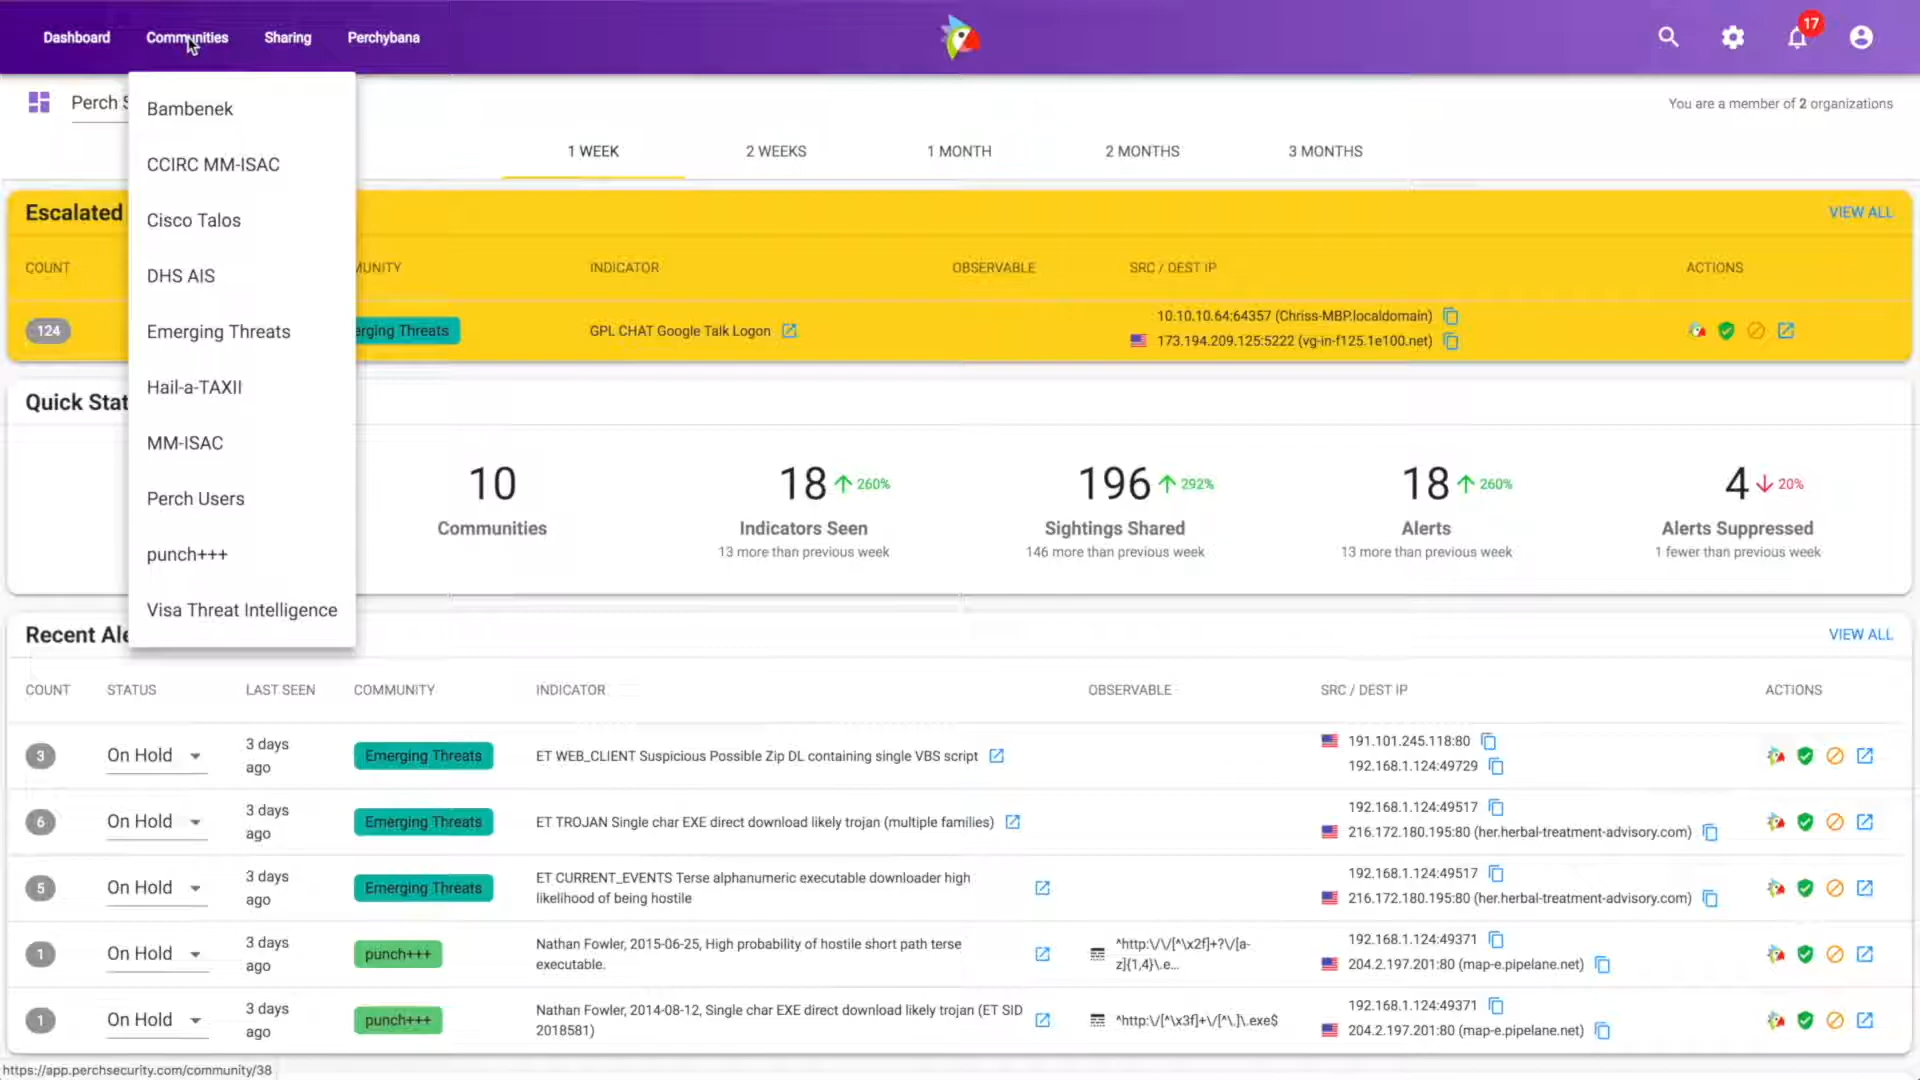 Dashboard
Communities
Sharing
Perchybana
17
Perch S
You are a member of 2 organizations
Bambenek
CCIRC MM-ISAC
Cisco Talos
DHS AIS
Emerging Threats
Hail-a-TAXII
MM-ISAC
Perch Users
punch+++
Visa Threat Intelligence
1 WEEK
2 WEEKS
1 MONTH
2 MONTHS
3 MONTHS
Escalated
VIEW ALL
COUNT
MUNITY
INDICATOR
OBSERVABLE
SRC / DEST IP
ACTIONS
124
erging Threats
GPL CHAT Google Talk Logon
10.10.10.64:64357 (Chriss-MBP.localdomain)
173.194.209.125:5222 (vg-in-f125.1e100.net)
Quick Stat
10
Communities
18
260%
Indicators Seen
13 more than previous week
196
292%
Sightings Shared
146 more than previous week
18
260%
Alerts
13 more than previous week
4
20%
Alerts Suppressed
1 fewer than previous week
Recent Ale
VIEW ALL
COUNT
STATUS
LAST SEEN
COMMUNITY
INDICATOR
OBSERVABLE
SRC / DEST IP
ACTIONS
3
On Hold
3 days
ago
Emerging Threats
ET WEB_CLIENT Suspicious Possible Zip DL containing single VBS script
191.101.245.118:80
192.168.1.124:49729
6
On Hold
3 days
ago
Emerging Threats
ET TROJAN Single char EXE direct download likely trojan (multiple families)
192.168.1.124:49517
216.172.180.195:80 (her.herbal-treatment-advisory.com)
5
On Hold
3 days
ago
Emerging Threats
ET CURRENT_EVENTS Terse alphanumeric executable downloader high
likelihood of being hostile
192.168.1.124:49517
216.172.180.195:80 (her.herbal-treatment-advisory.com)
1
On Hold
3 days
ago
punch+++
Nathan Fowler, 2015-06-25, High probability of hostile short path terse
executable.
^http:\/\/[^\x2f]+?\/[a-
z]{1,4}\.e...
192.168.1.124:49371
204.2.197.201:80 (map-e.pipelane.net)
1
On Hold
3 days
ago
punch+++
Nathan Fowler, 2014-08-12, Single char EXE direct download likely trojan (ET SID
2018581)
^http:\/[^\x3f]+\/[^\.]\.exe$
192.168.1.124:49371
204.2.197.201:80 (map-e.pipelane.net)
https://app.perchsecurity.com/community/38